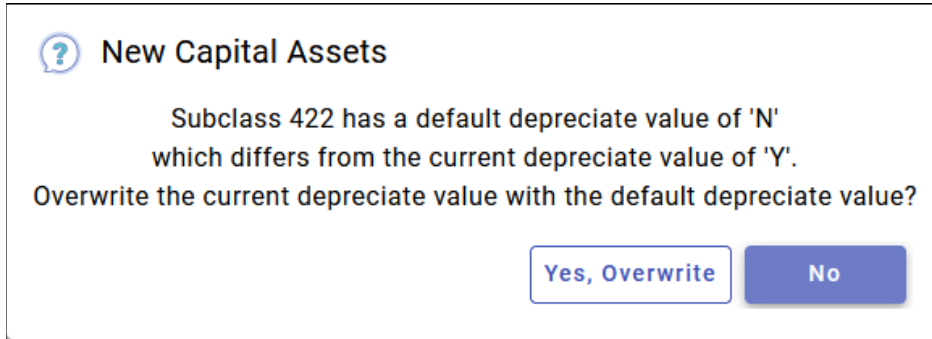 New Capital Assets
Subclass 422 has a default depreciate value of 'N'
which differs from the current depreciate value of 'Y'.
Overwrite the current depreciate value with the default depreciate value?
Yes, Overwrite
No